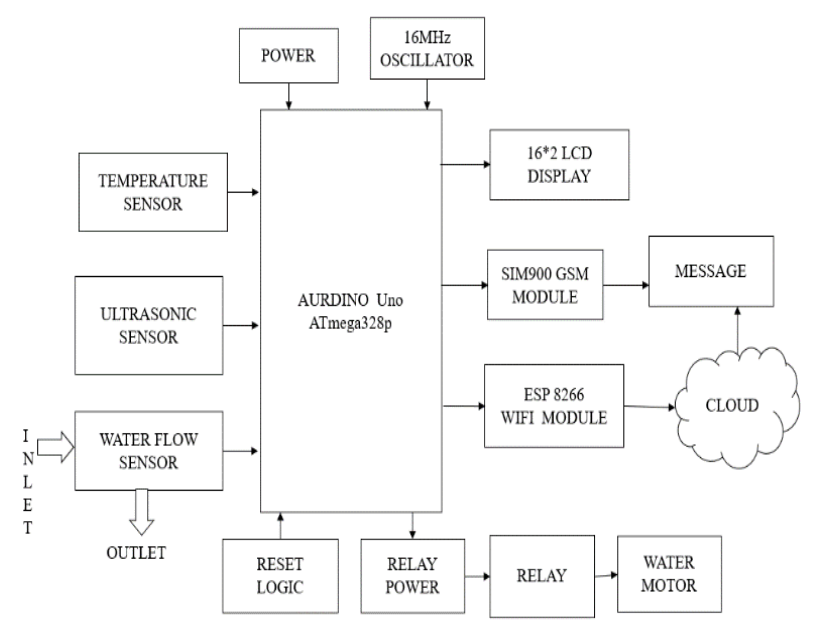 POWER
16MHz
OSCILLATOR
TEMPERATURE
SENSOR
16*2 LCD
DISPLAY
AURDINO Uno
ATmega328p
ULTRASONIC
SENSOR
SIM900 GSM
MODULE
MESSAGE
ESP 8266
WIFI MODULE
CLOUD
INLET
WATER FLOW
SENSOR
OUTLET
RESET
LOGIC
RELAY
POWER
RELAY
WATER
MOTOR